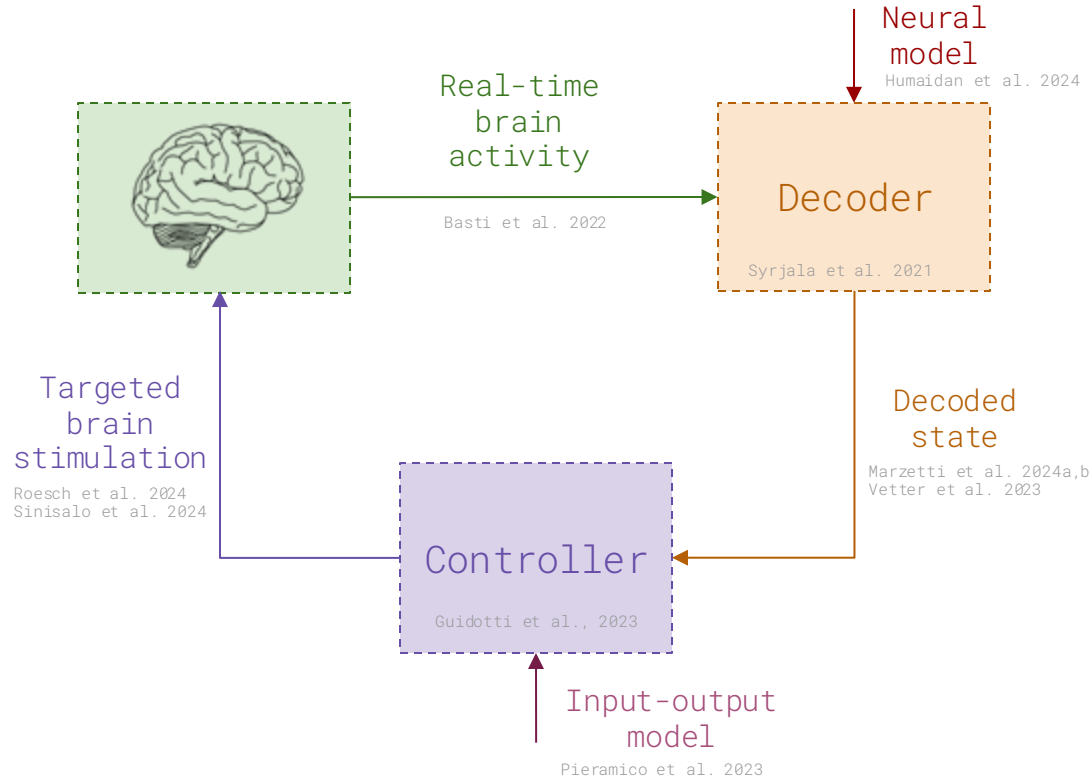 Neural
model
Humaidan et al. 2024
Real-time
brain
activity
Basti et al. 2022
Decoder
Syrjala et al. 2021
Targeted
brain
stimulation
Roesch et al. 2024
Sinisalo et al. 2024
Decoded
state
Marzetti et al. 2024a,b
Vetter et al. 2023
Controller
Guidotti et al., 2023
Input-output
model
Pieramico et al. 2023